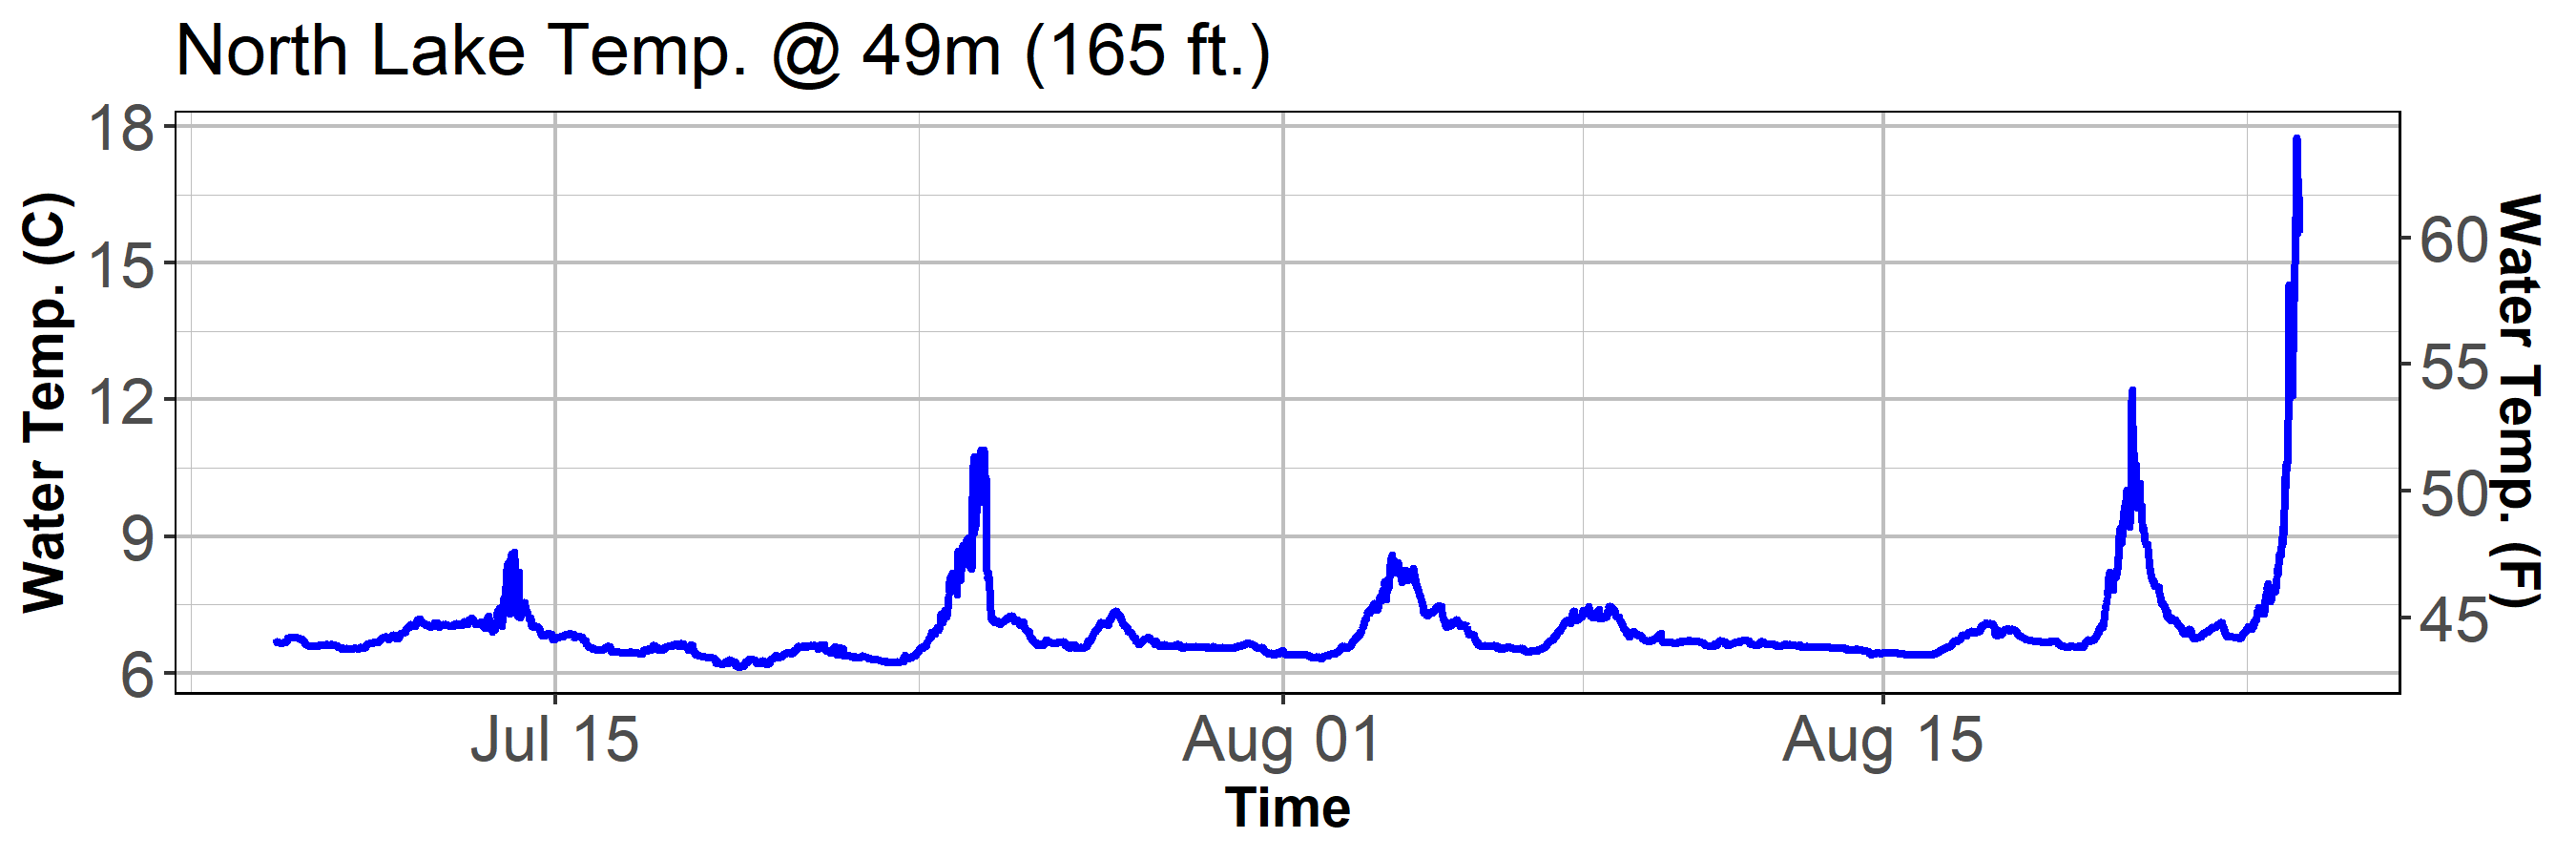 North Lake Temp. @ 49m (165 ft.)
Water Temp. (C)
18
15
12
9
6
60
55
50
45
Water Temp. (F)
Jul 15
Aug 01
Aug 15
Time